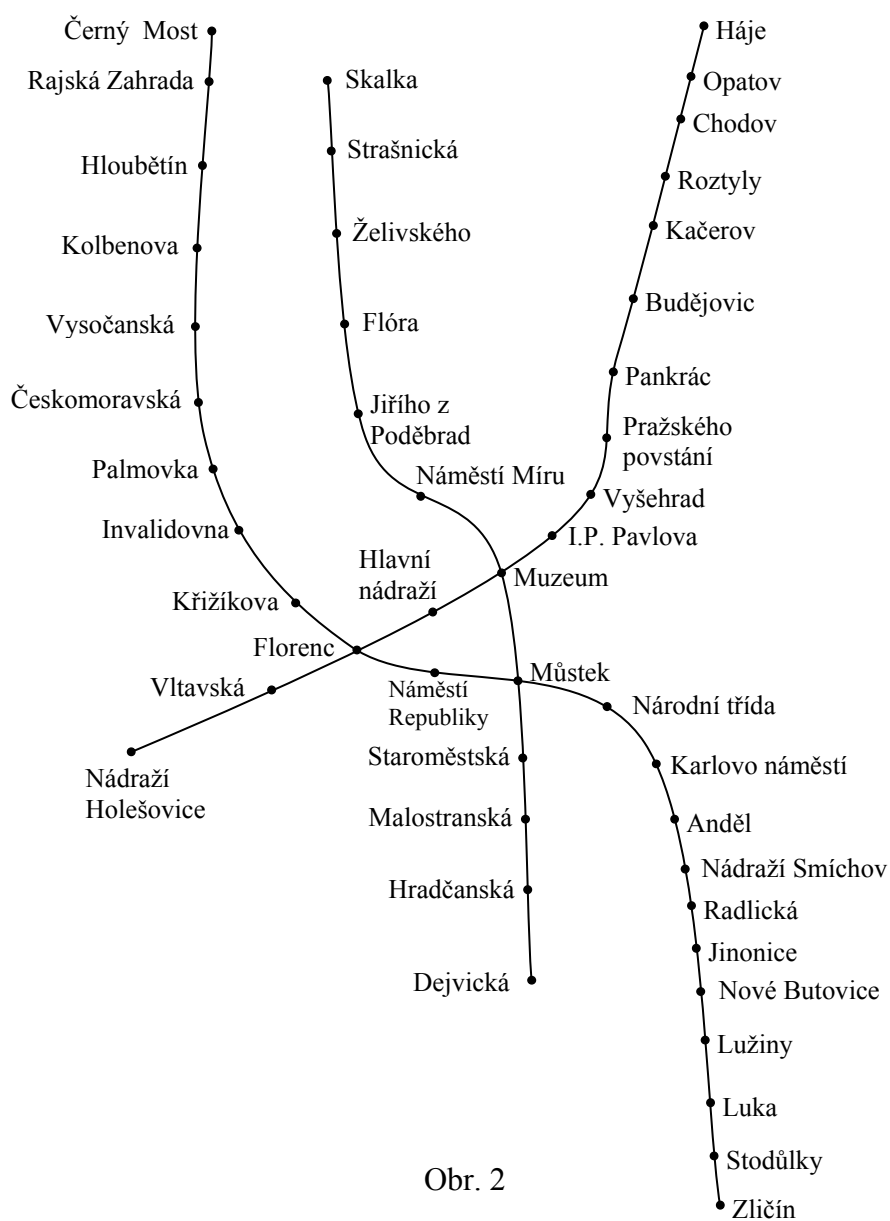 Černý Most
Háje
Rajská Zahrada
Skalka
Opatov
Chodov
Strašnická
Hloubětín
Roztyly
Želivského
Kačerov
Kolbenova
Budějovic
Vysočanská
Flóra
Pankrác
Českomoravská
Jiřího z
Poděbrad
Pražského
povstání
Palmovka
Náměstí Míru
Vyšehrad
Invalidovna
I.P. Pavlova
Hlavní
nádraží
Muzeum
Křižíkova
Florenc
Můstek
Vltavská
Náměstí
Republiky
Národní třída
Staroměstská
Karlovo náměstí
Nádraží
Holešovice
Malostranská
Anděl
Nádraží Smíchov
Hradčanská
Radlická
Jinonice
Dejvická
Nové Butovice
Lužiny
Luka
Stodůlky
Obr. 2
Zličín